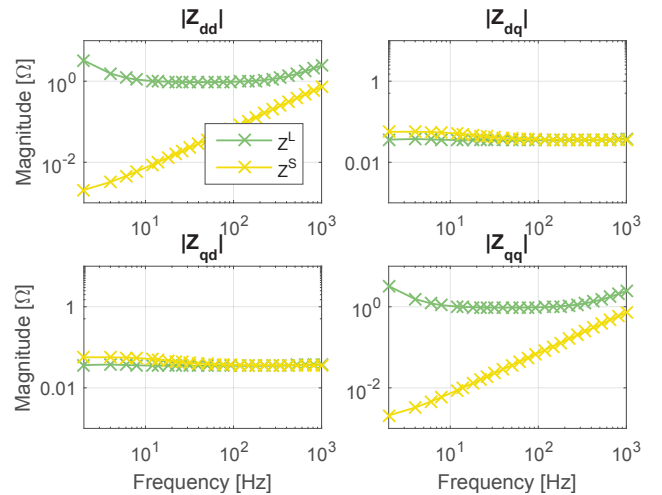 |Z_dd|
|Z_dq|
Magnitude [Ω]
10^0
10^-2
Z^L
Z^S
1
0.01
10^1 10^2 10^3
10^1 10^2 10^3
|Z_qd|
|Z_qq|
Magnitude [Ω]
1
0.01
10^0
10^-2
10^1 10^2 10^3
10^1 10^2 10^3
Frequency [Hz]
Frequency [Hz]